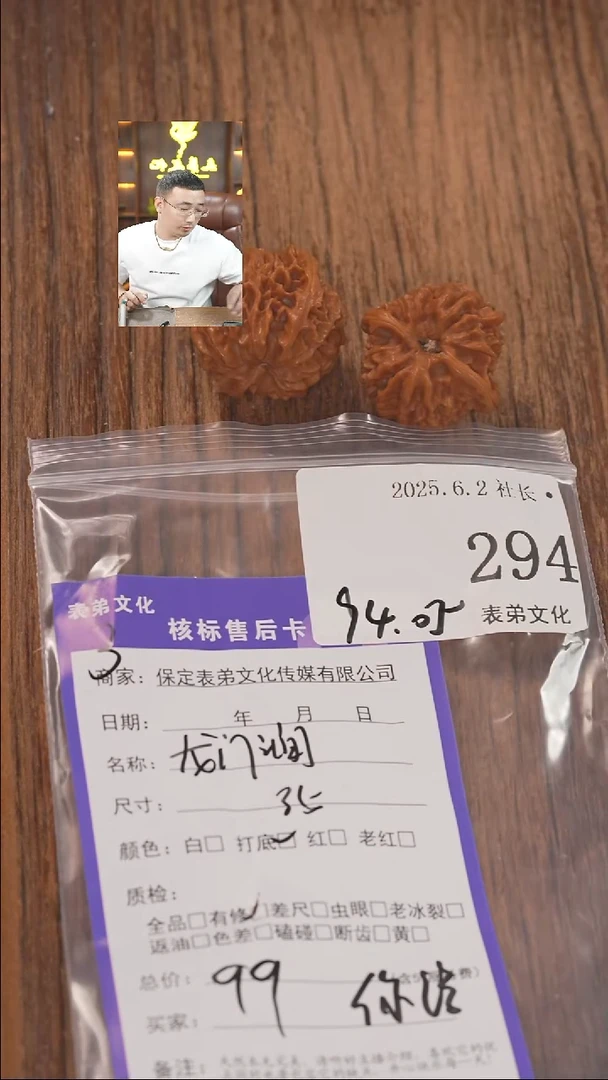 2025.6.2 社长 •
294
94.05 表弟文化
表弟文化
核标售后卡
商家: 保定表弟文化传媒有限公司
日期: 年 月 日
名称: 龙门润
尺寸: 35
颜色: 白□ 打底□ 红□ 老红□
质检:
全品□有修□差尺□虫眼□老冰裂□
返油□色差□磕碰□断齿□黄□
总价: 99
买家:
备注: